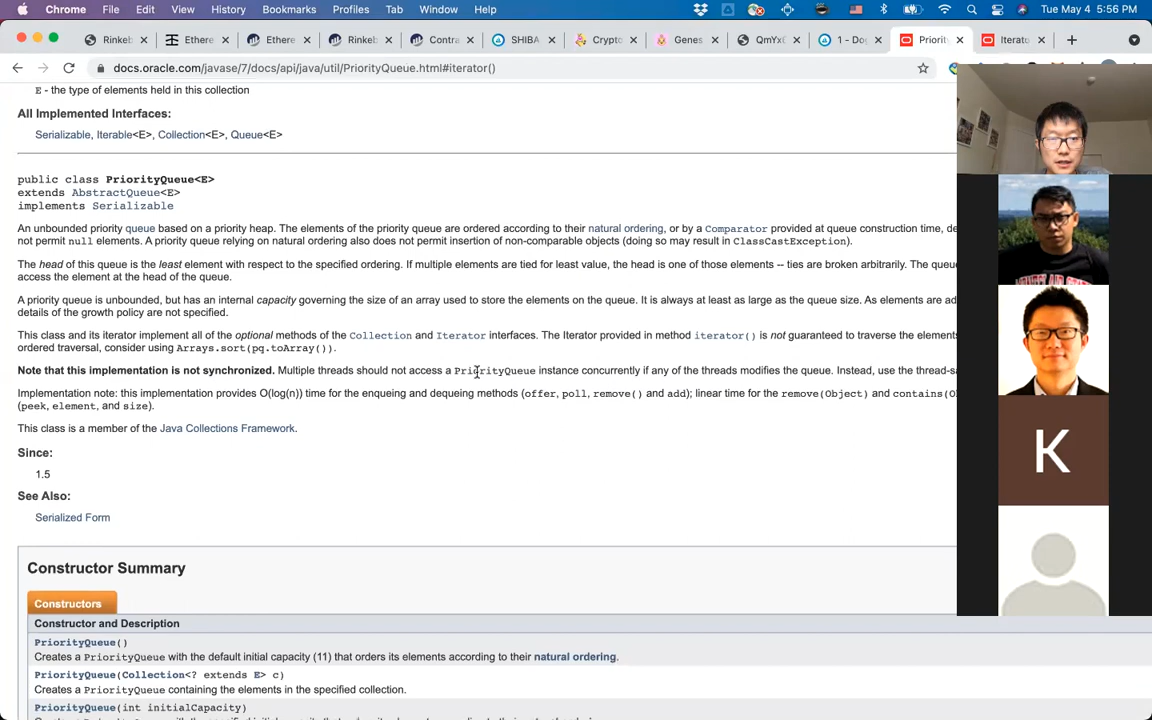 Chrome File Edit View History Bookmarks Profiles Tab Window Help Tue May 4 5:56 PM
Rinkeb Ethere Ethere Rinkeb Contra SHIBA Crypto Genes QmYx 1 - Dog Priorit Iterato
docs.oracle.com/javase/7/docs/api/java/util/PriorityQueue.html#iterator()
E - the type of elements held in this collection
All Implemented Interfaces:
Serializable, Iterable<E>, Collection<E>, Queue<E>
public class PriorityQueue<E>
extends AbstractQueue<E>
implements Serializable
An unbounded priority queue based on a priority heap. The elements of the priority queue are ordered according to their natural ordering, or by a Comparator provided at queue construction time, de
not permit null elements. A priority queue relying on natural ordering also does not permit insertion of non-comparable objects (doing so may result in ClassCastException).
The head of this queue is the least element with respect to the specified ordering. If multiple elements are tied for least value, the head is one of those elements -- ties are broken arbitrarily. The queue
access the element at the head of the queue.
A priority queue is unbounded, but has an internal capacity governing the size of an array used to store the elements on the queue. It is always at least as large as the queue size. As elements are ad
details of the growth policy are not specified.
This class and its iterator implement all of the optional methods of the Collection and Iterator interfaces. The Iterator provided in method iterator() is not guaranteed to traverse the elements
ordered traversal, consider using Arrays.sort(pq.toArray()).
Note that this implementation is not synchronized. Multiple threads should not access a PriorityQueue instance concurrently if any of the threads modifies the queue. Instead, use the thread-sa
Implementation note: this implementation provides O(log(n)) time for the enqueing and dequeing methods (offer, poll, remove() and add); linear time for the remove(Object) and contains(O
(peek, element, and size).
This class is a member of the Java Collections Framework.
Since:
1.5
See Also:
Serialized Form
K
Constructor Summary
Constructors
Constructor and Description
PriorityQueue()
Creates a PriorityQueue with the default initial capacity (11) that orders its elements according to their natural ordering.
PriorityQueue(Collection<? extends E> c)
Creates a PriorityQueue containing the elements in the specified collection.
PriorityQueue(int initialCapacity)